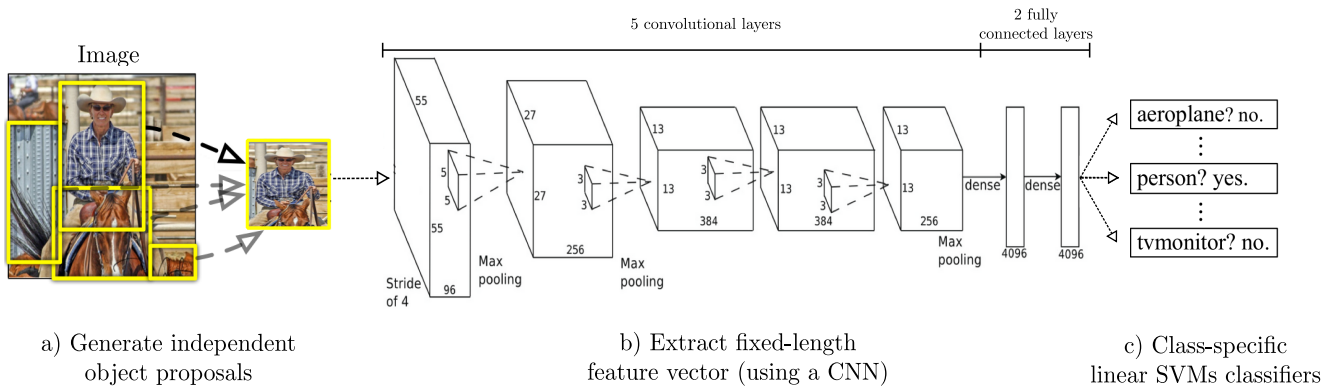 5 convolutional layers
2 fully
connected layers
Image
55
27
13
13
13
5
5
3
3
3
3
3
3
55
27
13
13
13
dense
dense
96
256
384
384
256
4096
4096
Stride
of 4
Max
pooling
Max
pooling
Max
pooling
aeroplane? no.
person? yes.
tvmonitor? no.
a) Generate independent
object proposals
b) Extract fixed-length
feature vector (using a CNN)
c) Class-specific
linear SVMs classifiers